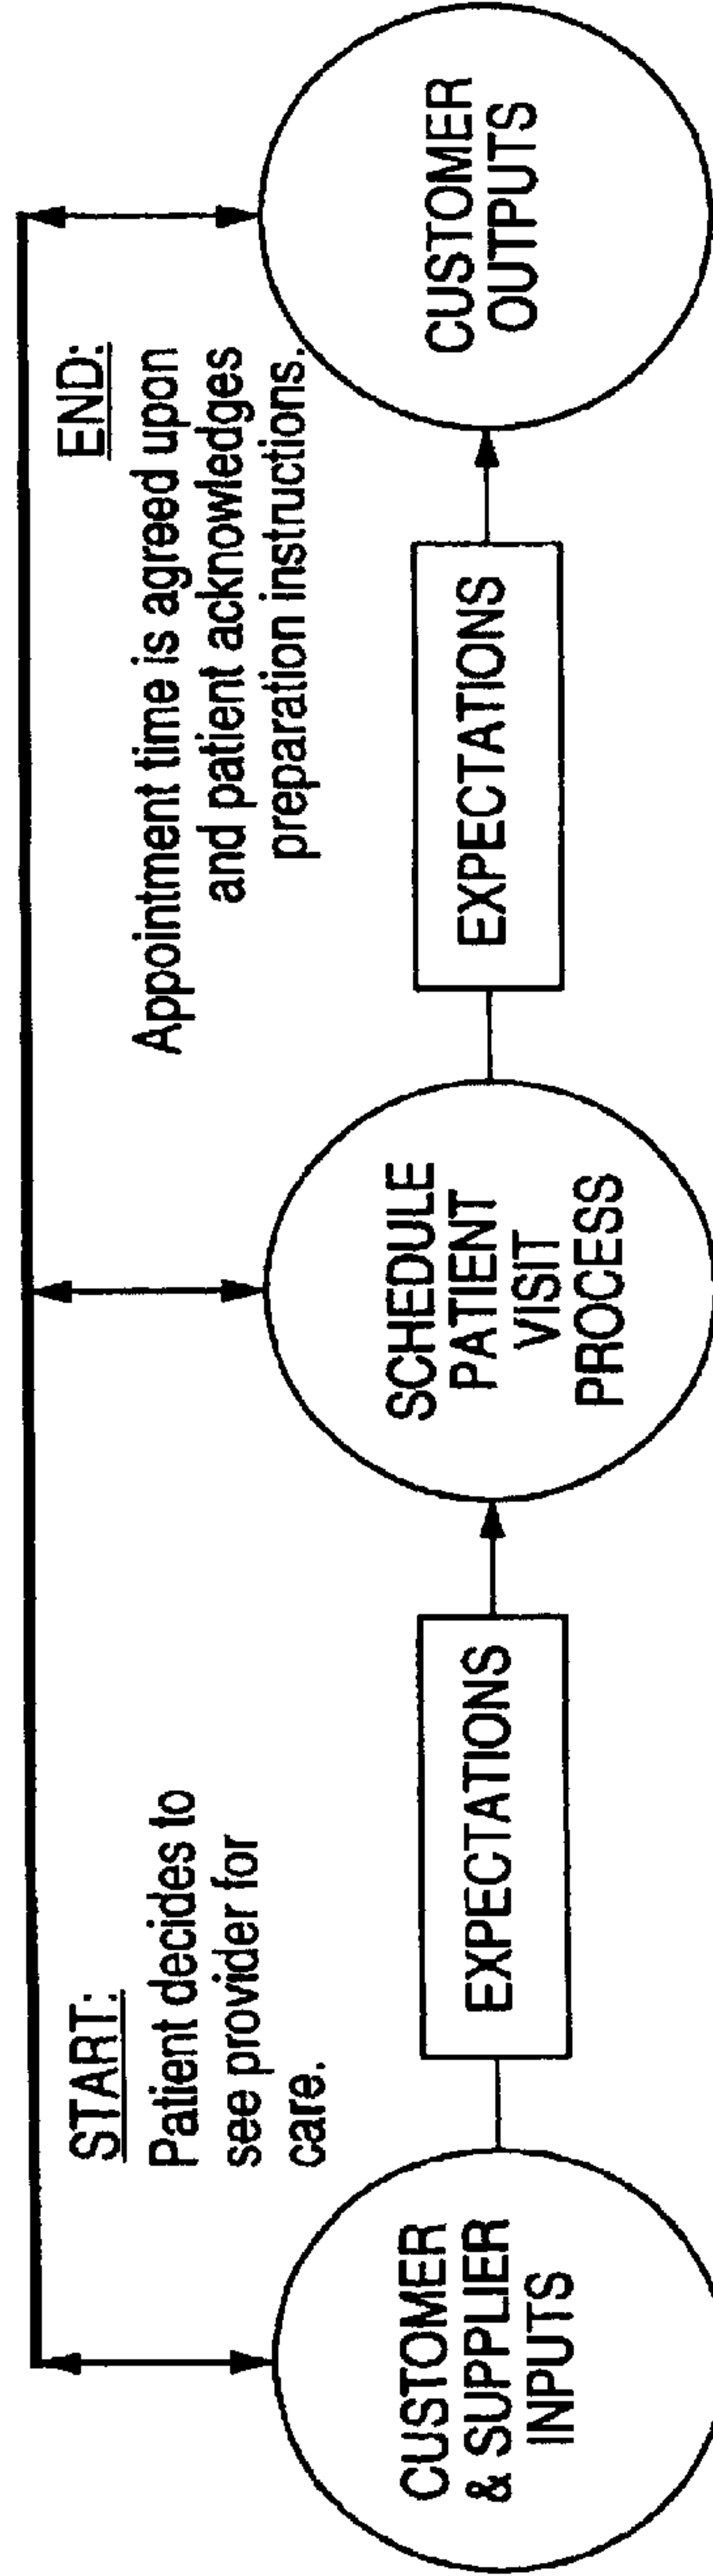 START:
Patient decides to
see provider for
care.
END:
Appointment time is agreed upon
and patient acknowledges
preparation instructions.
CUSTOMER
& SUPPLIER
INPUTS
EXPECTATIONS
SCHEDULE
PATIENT
VISIT
PROCESS
EXPECTATIONS
CUSTOMER
OUTPUTS